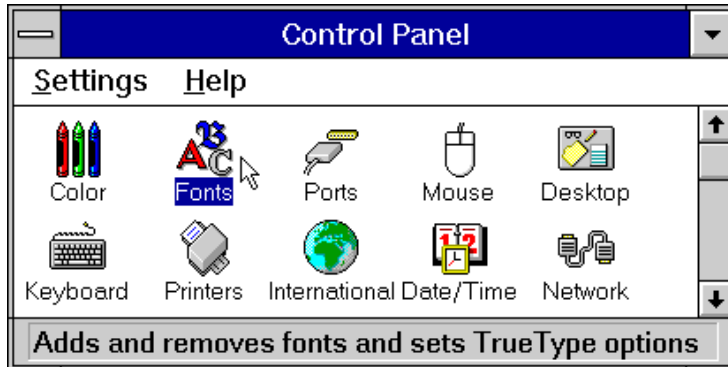 Control Panel
Settings Help
Color Fonts Ports Mouse Desktop
Keyboard Printers International Date/Time Network
Adds and removes fonts and sets TrueType options